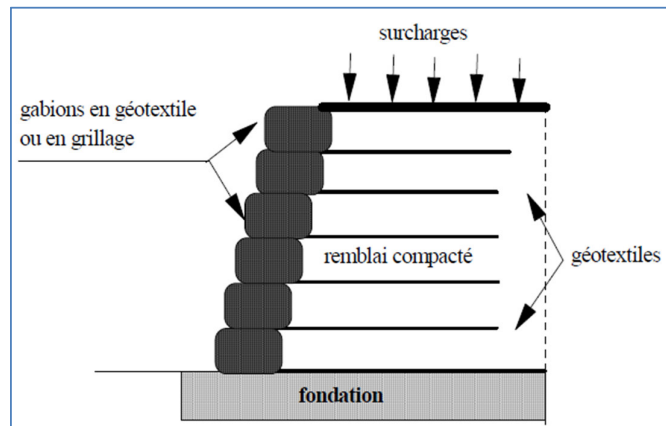 surcharges
gabions en géotextile
ou en grillage
remblai compacté
géotextiles
fondation